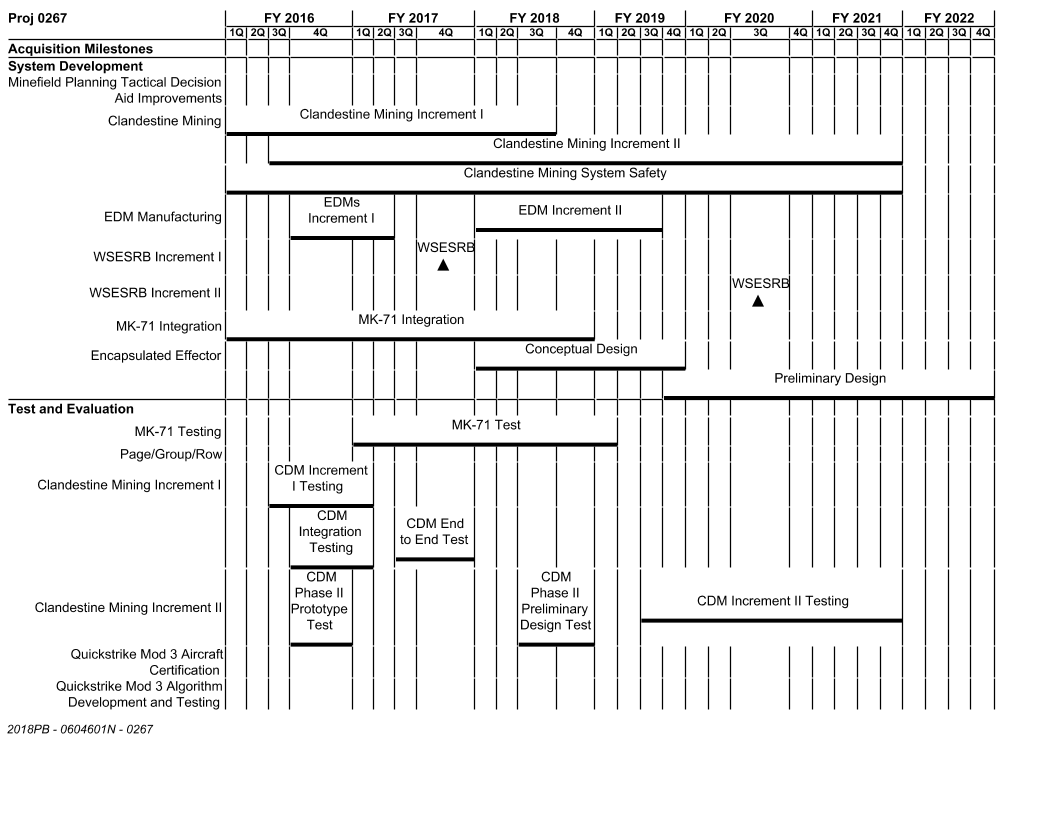 Proj 0267 FY 2016 FY 2017 FY 2018 FY 2019 FY 2020 FY 2021 FY 2022
1Q 2Q 3Q 4Q 1Q 2Q 3Q 4Q 1Q 2Q 3Q 4Q 1Q 2Q 3Q 4Q 1Q 2Q 3Q 4Q 1Q 2Q 3Q 4Q 1Q 2Q 3Q 4Q
Acquisition Milestones
System Development
Minefield Planning Tactical Decision
Aid Improvements
Clandestine Mining Clandestine Mining Increment I
Clandestine Mining Increment II
Clandestine Mining System Safety
EDM Manufacturing
EDMs
Increment I
EDM Increment II
WSESRB Increment I
WSESRB
WSESRB Increment II
WSESRB
MK-71 Integration MK-71 Integration
Encapsulated Effector Conceptual Design
Preliminary Design
Test and Evaluation
MK-71 Testing MK-71 Test
Page/Group/Row
Clandestine Mining Increment I
CDM Increment
I Testing
CDM
Integration
Testing
CDM End
to End Test
Clandestine Mining Increment II
CDM
Phase II
Prototype
Test
CDM
Phase II
Preliminary
Design Test
CDM Increment II Testing
Quickstrike Mod 3 Aircraft
Certification
Quickstrike Mod 3 Algorithm
Development and Testing
2018PB - 0604601N - 0267